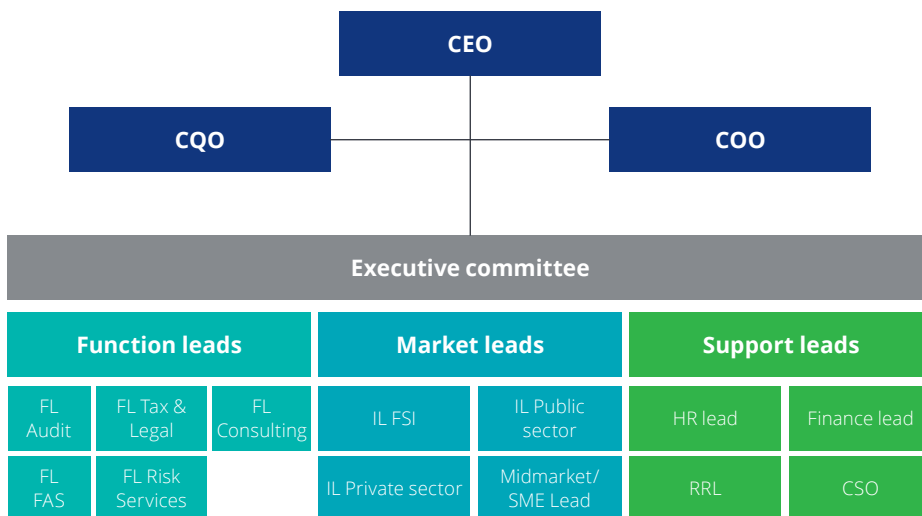 CEO
CQO
COO
Executive committee
Function leads
Market leads
Support leads
FL
Audit
FL Tax &
Legal
FL
Consulting
IL FSI
IL Public
sector
HR lead
Finance lead
FL
FAS
FL Risk
Services
IL Private sector
Midmarket/
SME Lead
RRL
CSO